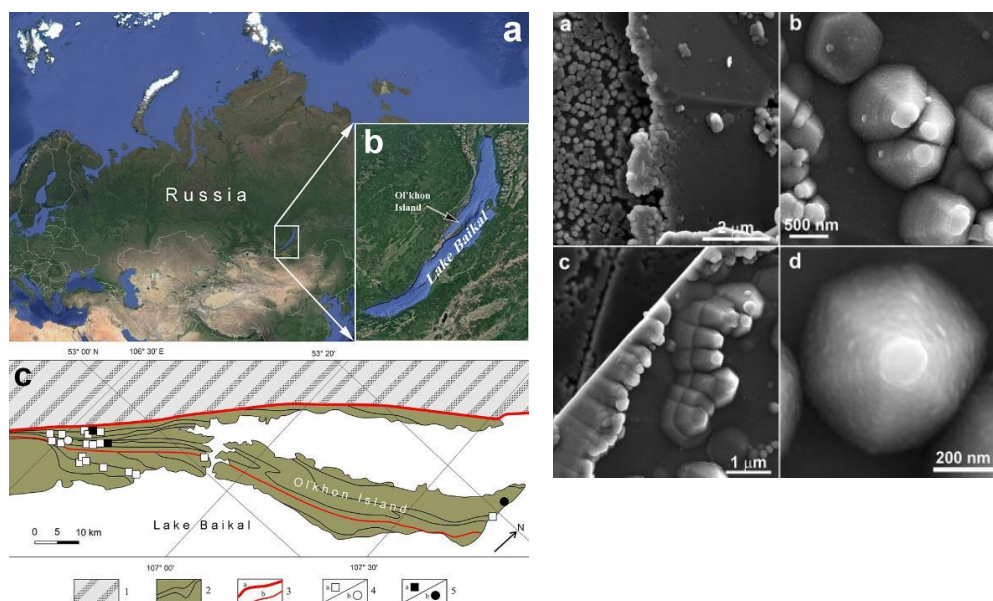 a
Russia
b
Ol'khon
Island
Lake Baikal
53° 00' N 106° 30' E 53° 20'
c
Ol'khon Island
Lake Baikal
0 5 10 km
N
107° 00' 107° 30'
1 2 a b 3 a b 4 a b 5
a
2 μm
b
500 nm
c
1 μm
d
200 nm